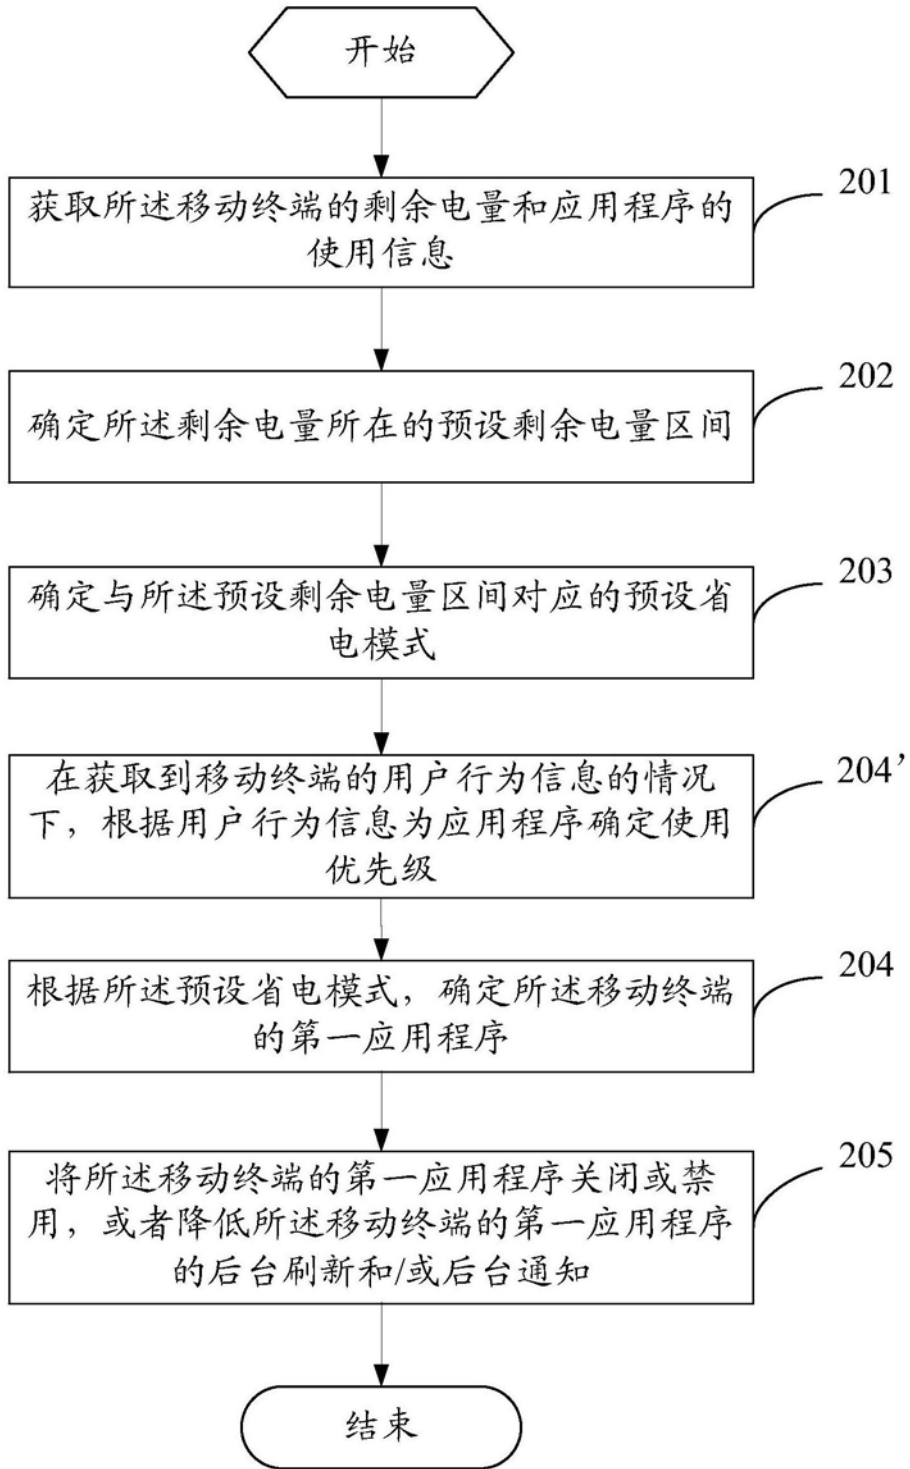 开始
获取所述移动终端的剩余电量和应用程序的
使用信息
201
确定所述剩余电量所在的预设剩余电量区间
202
确定与所述预设剩余电量区间对应的预设省
电模式
203
在获取到移动终端的用户行为信息的情况
下，根据用户行为信息为应用程序确定使用
优先级
204’
根据所述预设省电模式，确定所述移动终端
的第一应用程序
204
将所述移动终端的第一应用程序关闭或禁
用，或者降低所述移动终端的第一应用程序
的后台刷新和/或后台通知
205
结束